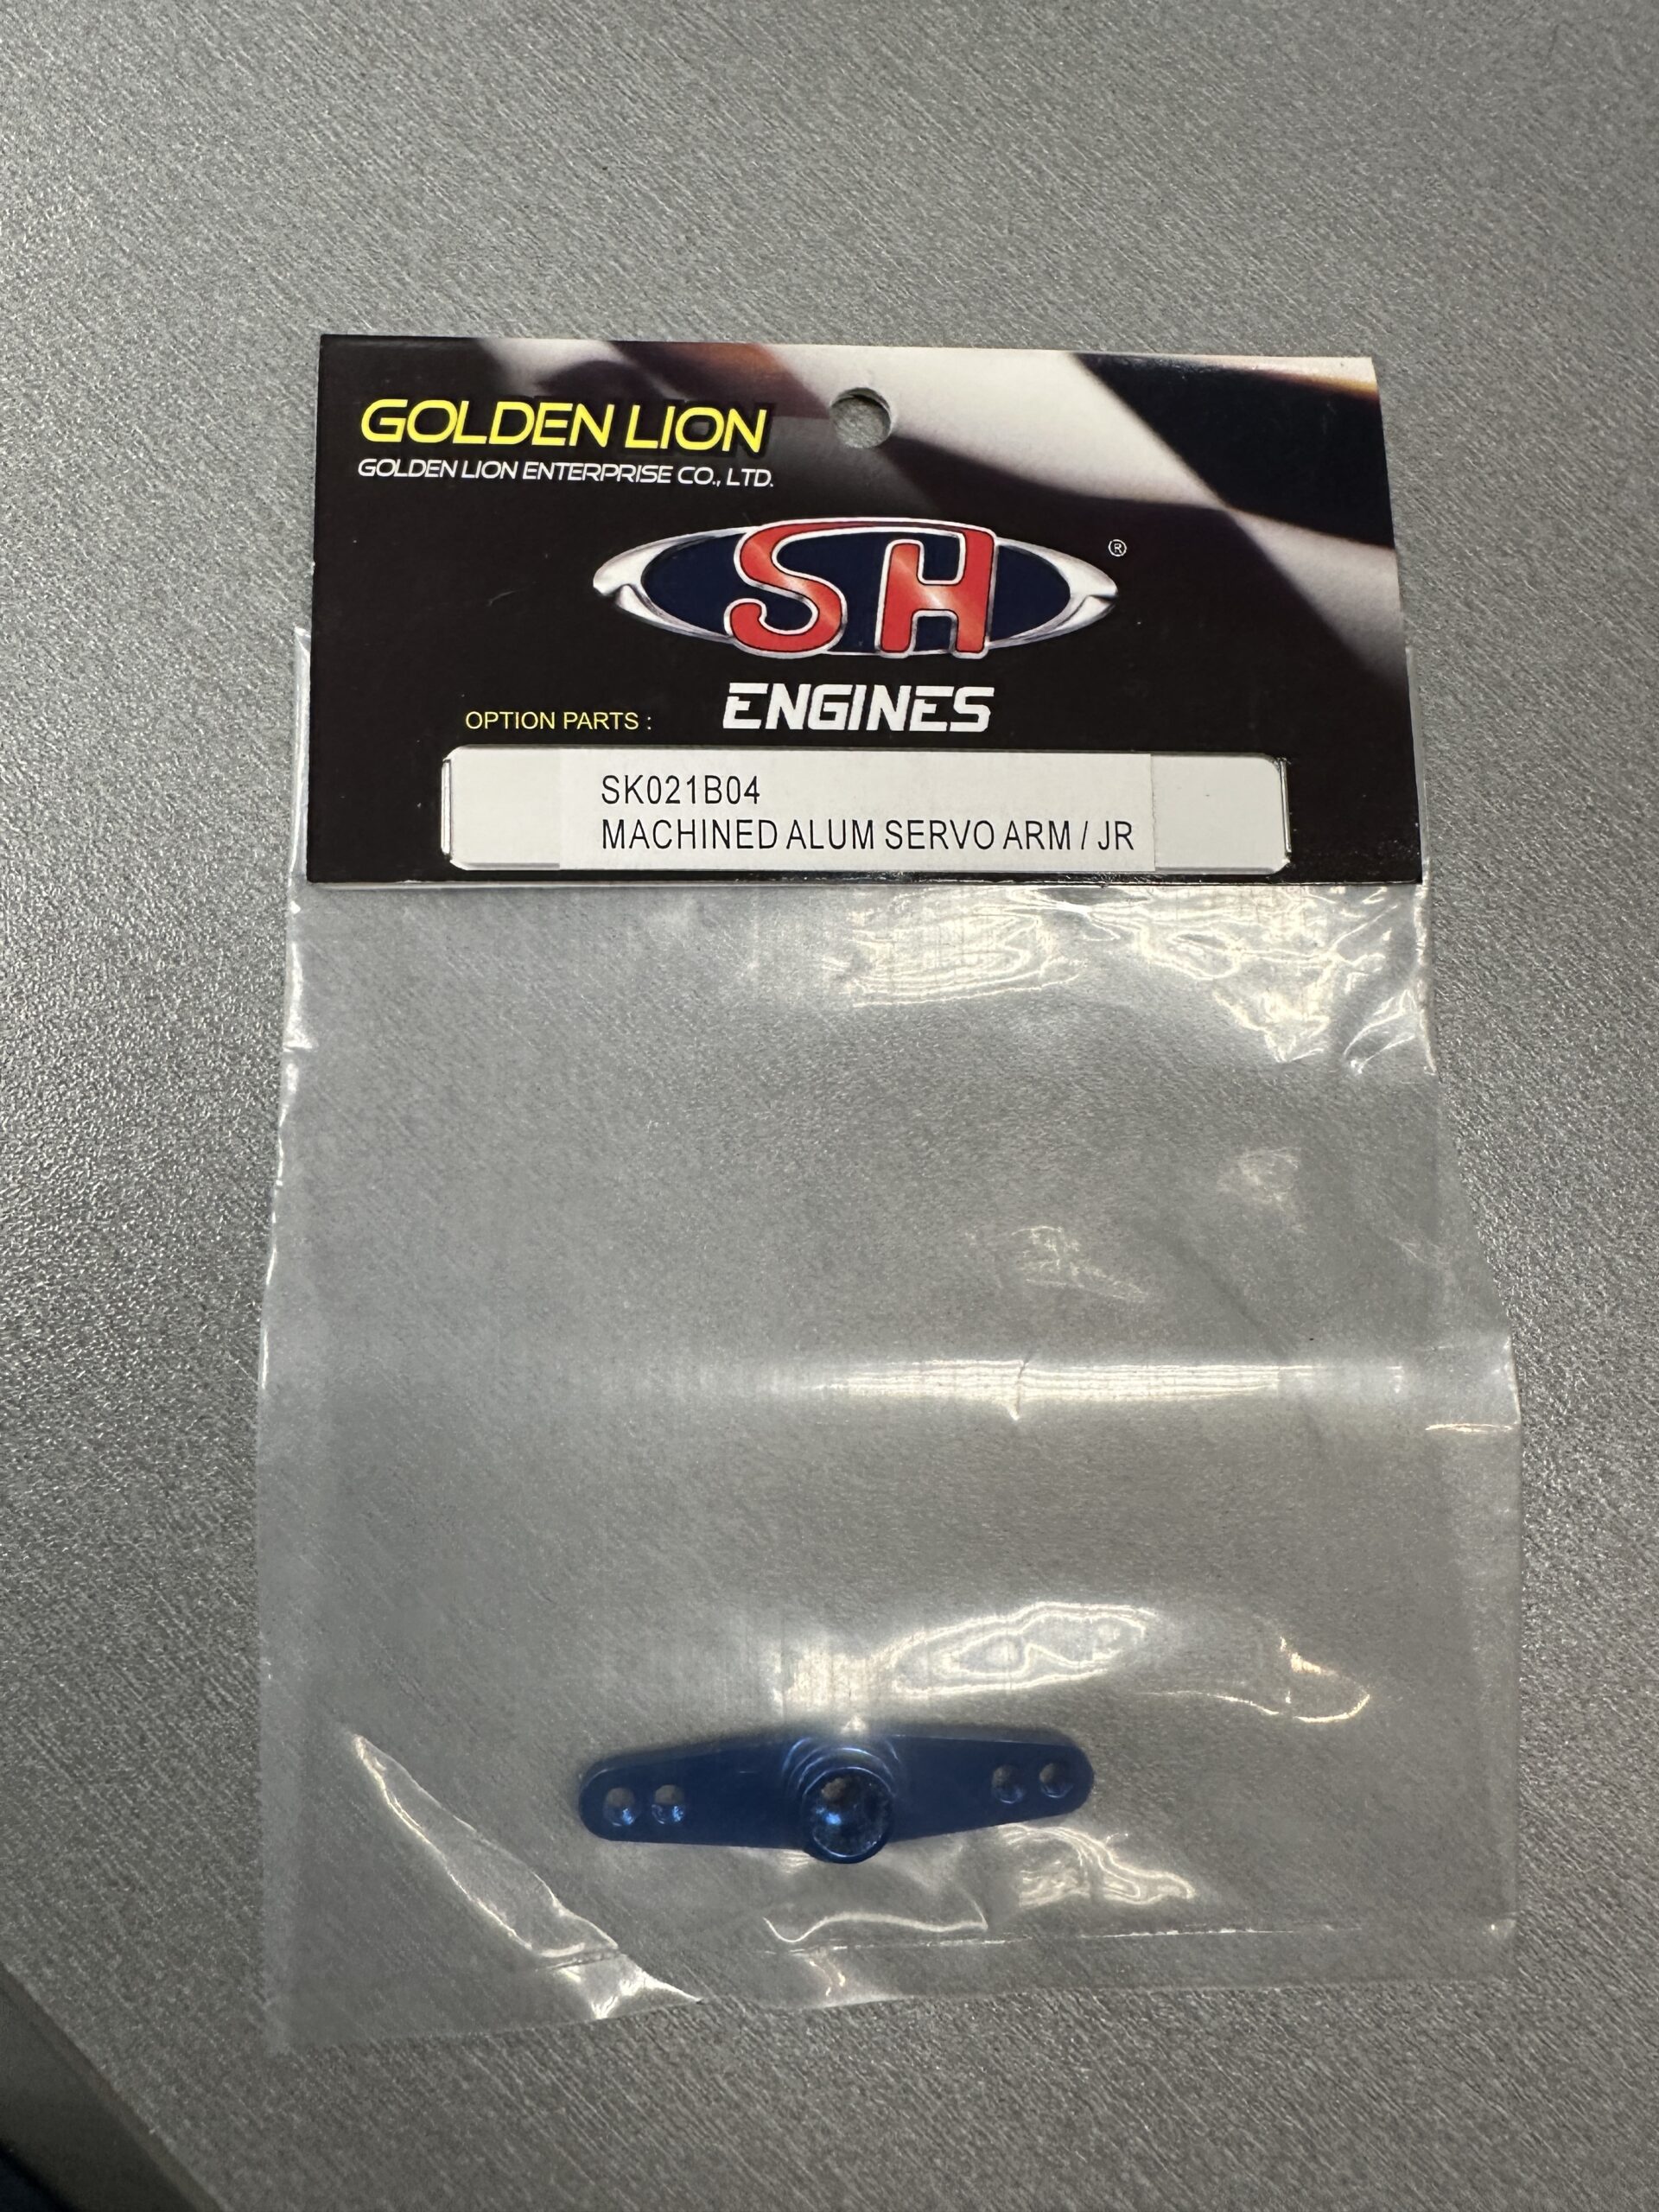 GOLDEN LION
GOLDEN LION ENTERPRISE CO., LTD.
SH ®
ENGINES
OPTION PARTS :
SK021B04
MACHINED ALUM SERVO ARM / JR